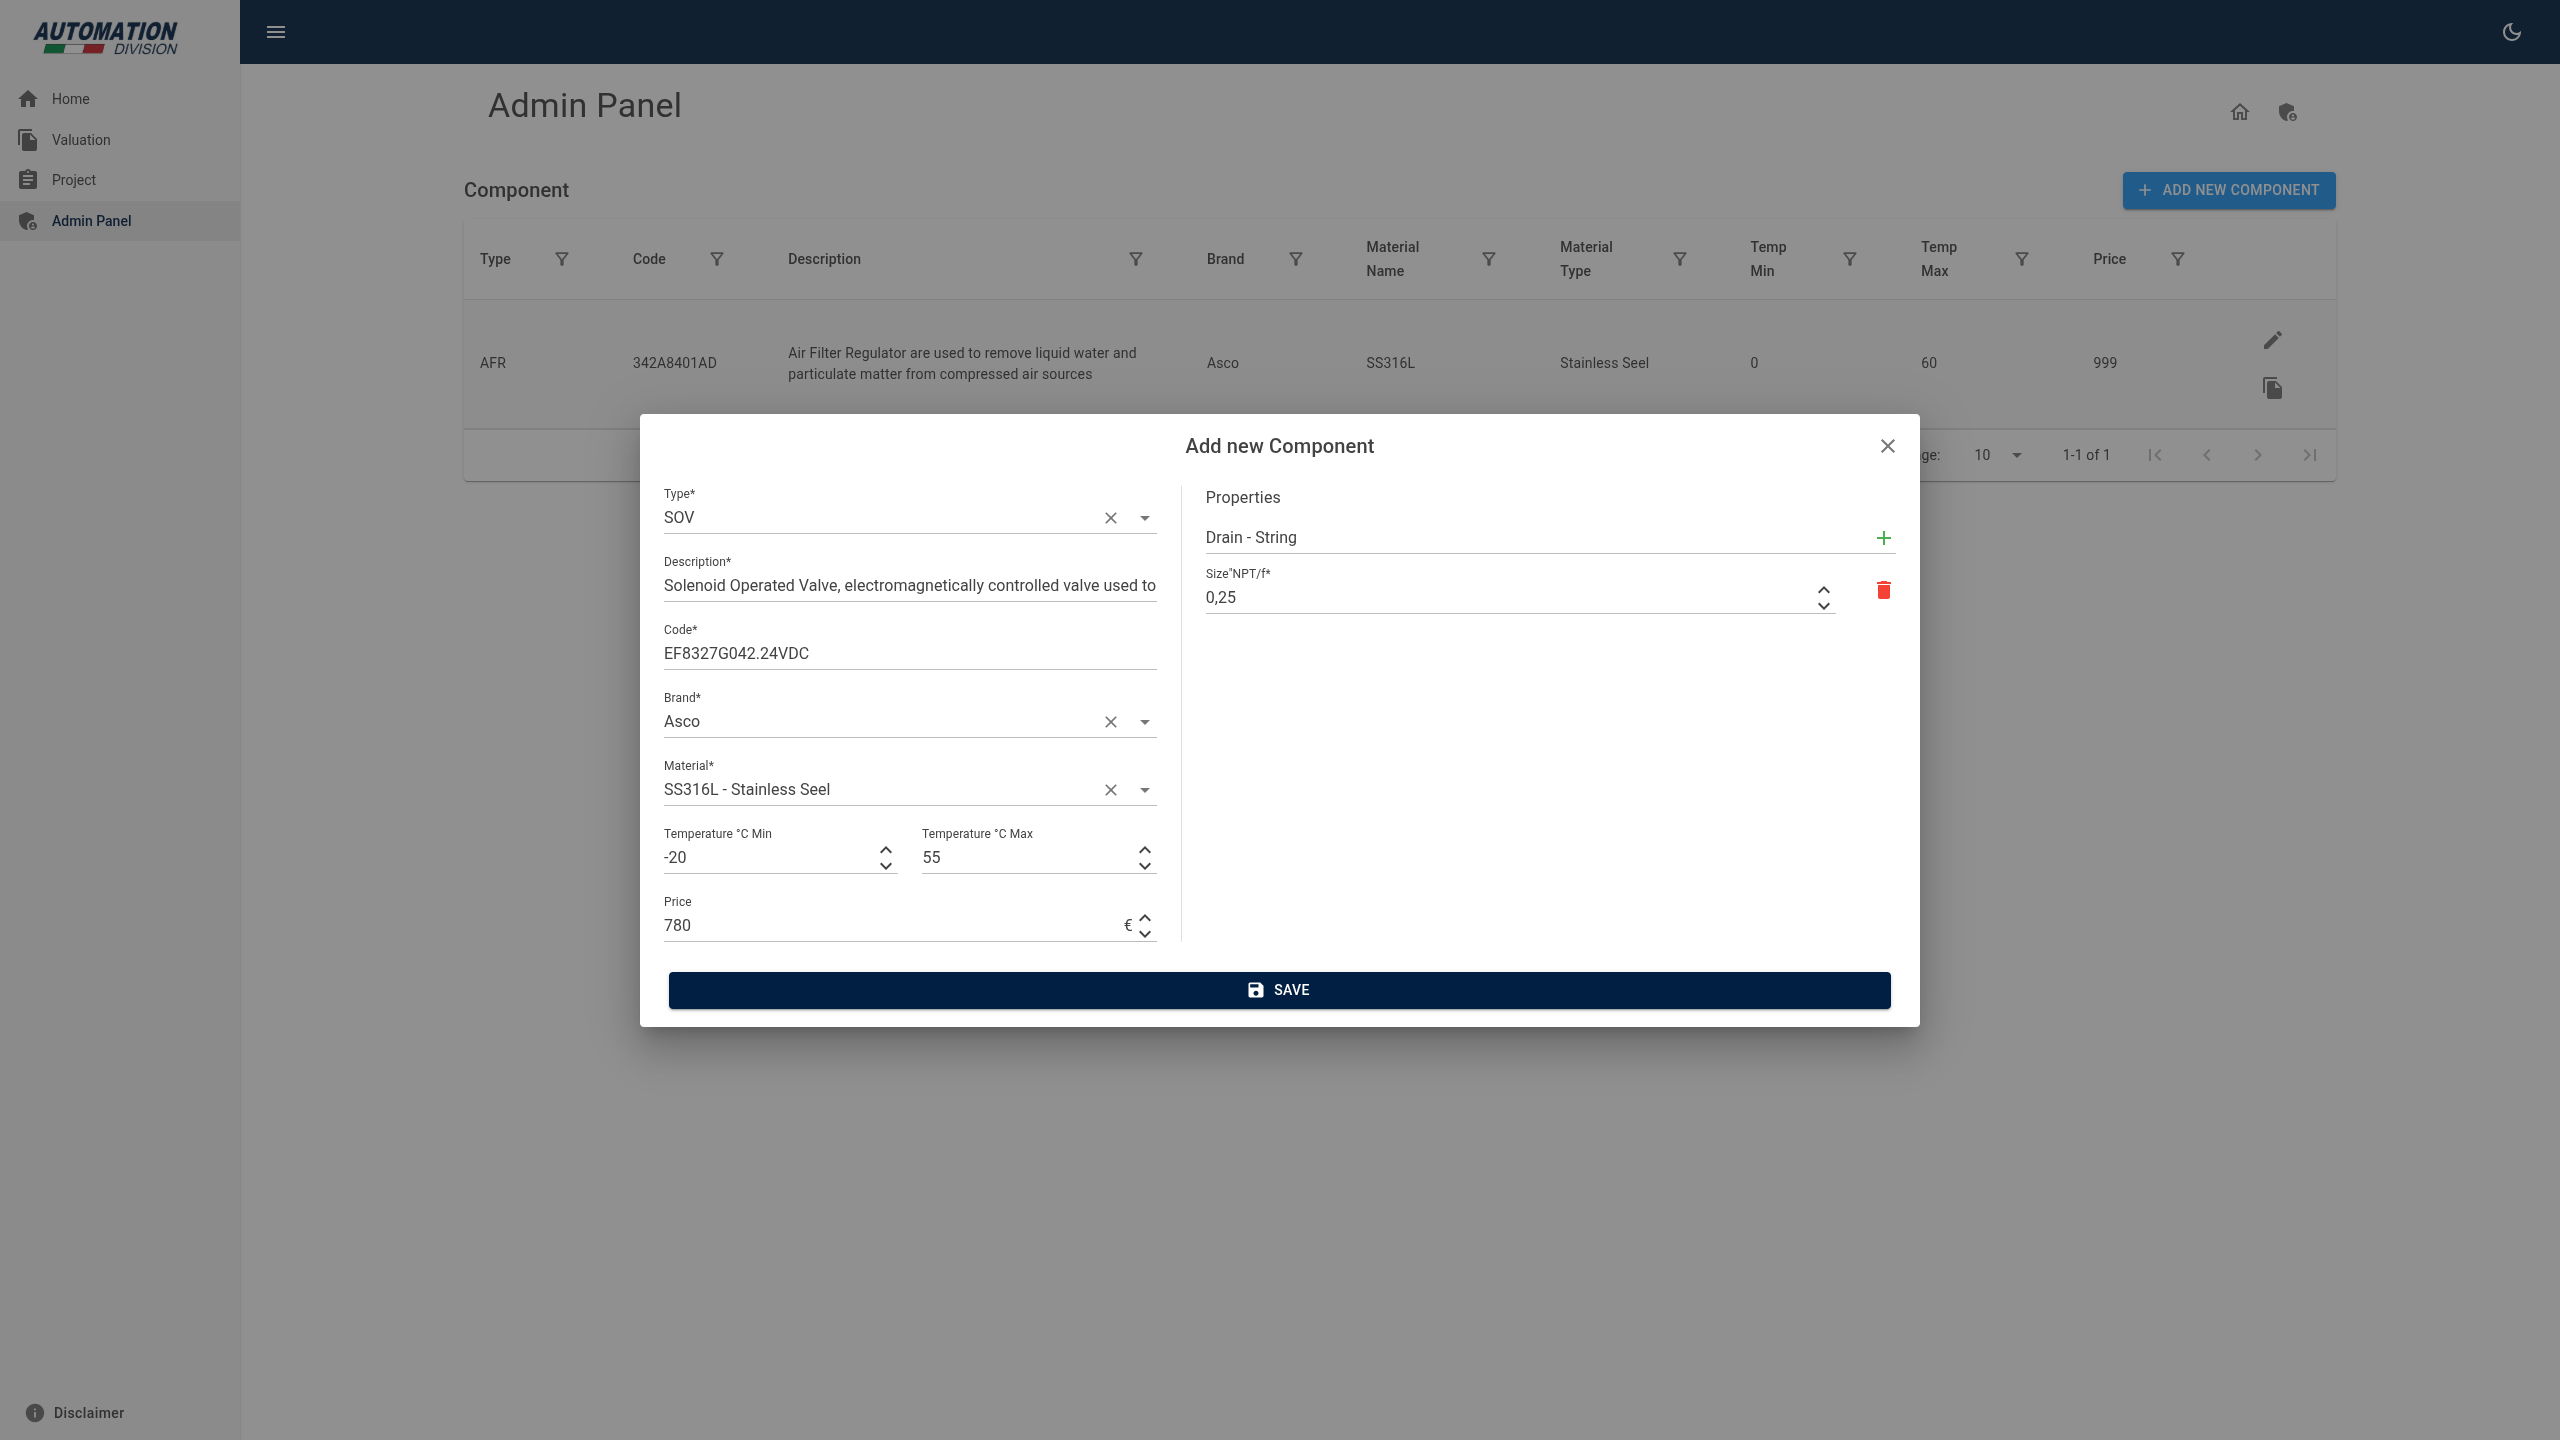 AUTOMATION
DIVISION
Home
Valuation
Project
Admin Panel
Disclaimer
Admin Panel
Component
ADD NEW COMPONENT
Type
Code
Description
Brand
Material
Name
Material
Type
Temp
Min
Temp
Max
Price
AFR
342A8401AD
Air Filter Regulator are used to remove liquid water and
particulate matter from compressed air sources
Asco
SS316L
Stainless Seel
0
60
999
ge:
10
1-1 of 1
Add new Component
Type*
SOV
Description*
Solenoid Operated Valve, electromagnetically controlled valve used to
Code*
EF8327G042.24VDC
Brand*
Asco
Material*
SS316L - Stainless Seel
Temperature °C Min
-20
Temperature °C Max
55
Price
780 €
Properties
Drain - String
Size"NPT/f*
0,25
SAVE